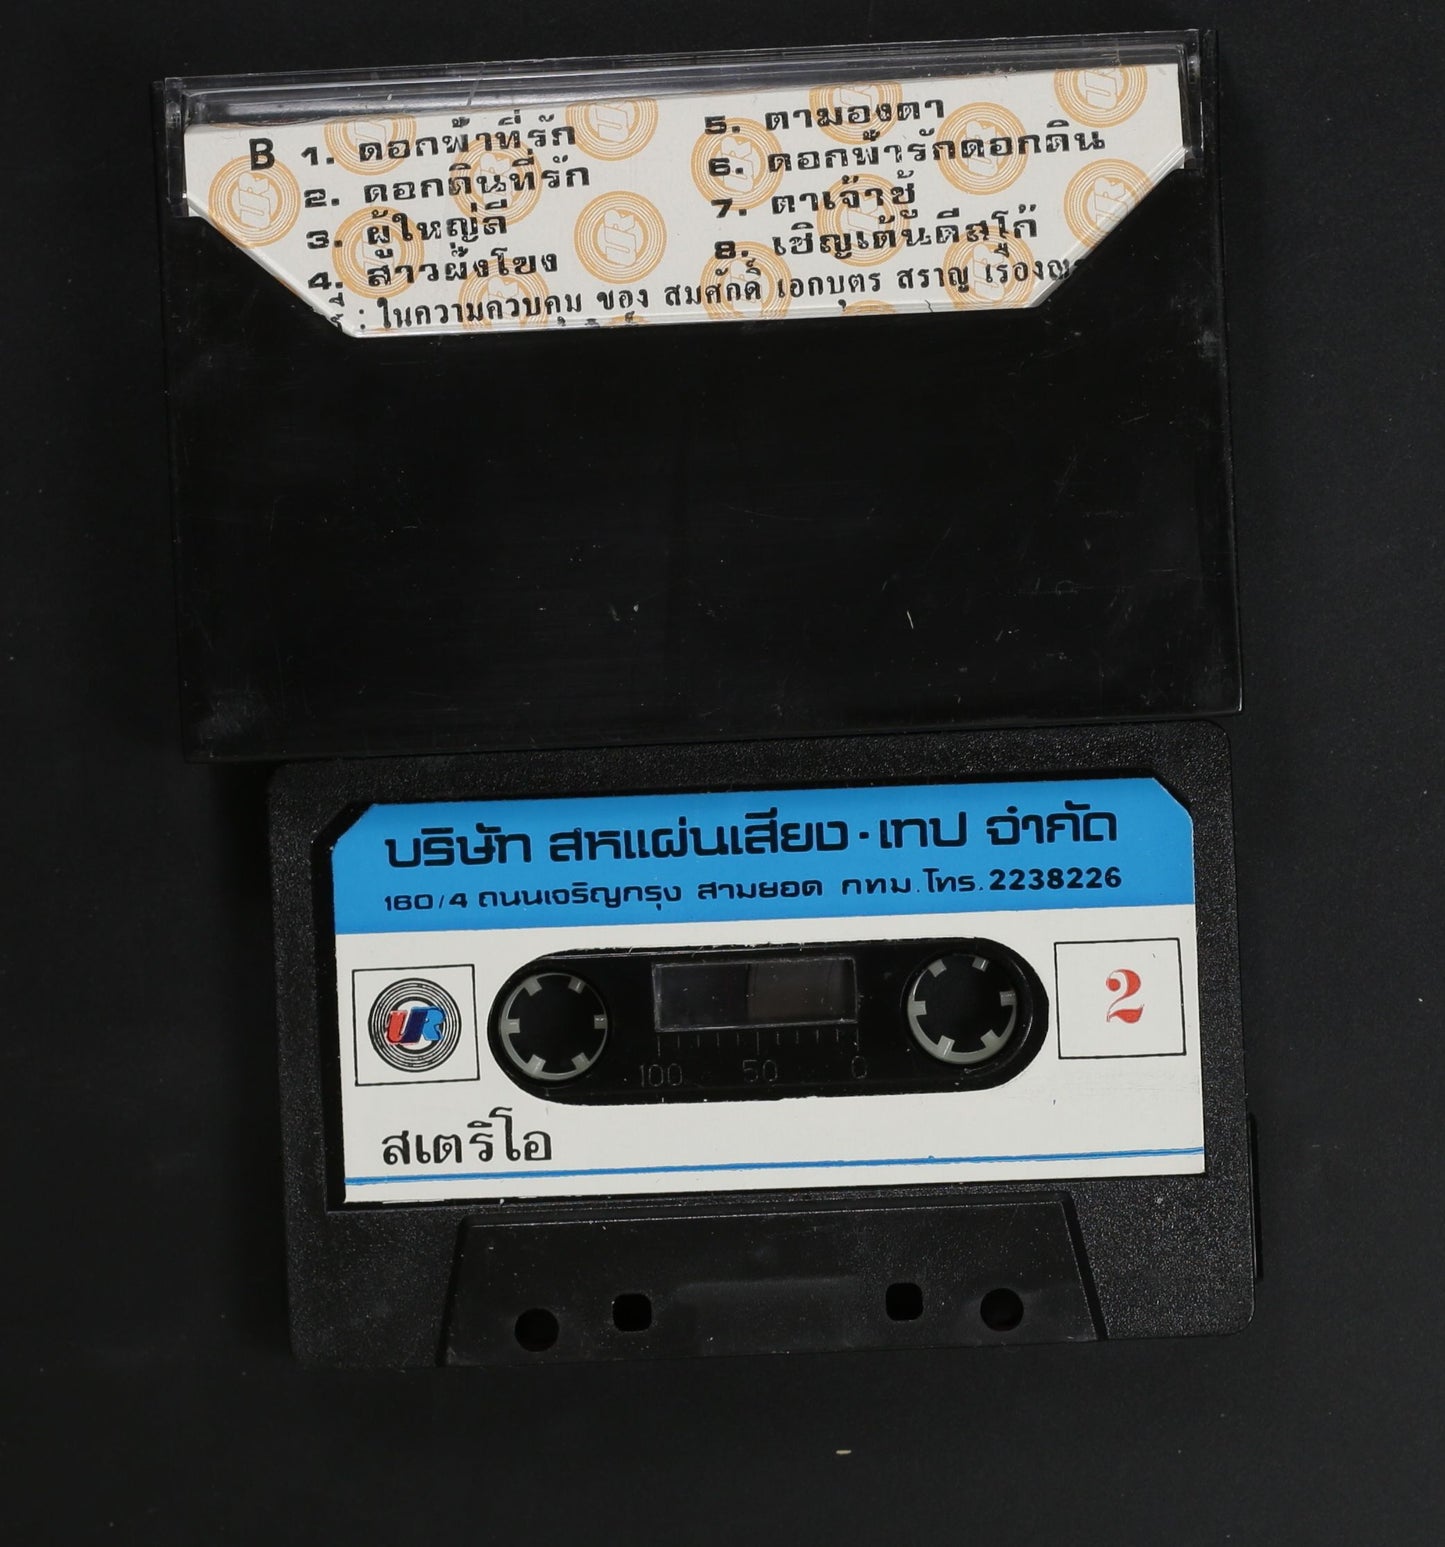 B 1. ดอกฟ้าที่รัก
2. ดอกดินที่รัก
3. ผู้ใหญ่ลี
4. สาวฝั่งโขง
5. ตามองตา
6. ดอกฟ้ารักดอกดิน
7. ตาเจ้าชู้
8. เชิญเต้นดีสโก้
: ในความควบคุม ของ สมศักดิ์ เอกบุตร สราญ
บริษัท สหแผ่นเสียง·เทป จำกัด
160/4 ถนนเจริญกรุง สามยอด กทม. โทร. 2238226
UR
2
100 50 0
สเตริโอ